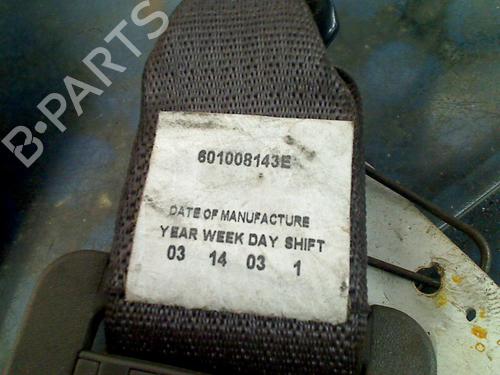 B-PARTS
601008143E
DATE OF MANUFACTURE
YEAR WEEK DAY SHIFT
03 14 03 1